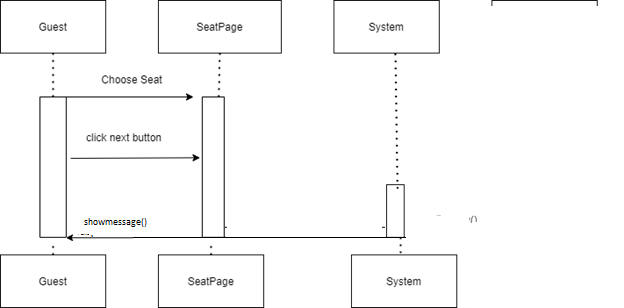 Guest
SeatPage
System
Choose Seat
click next button
showmessage()
Guest
SeatPage
System